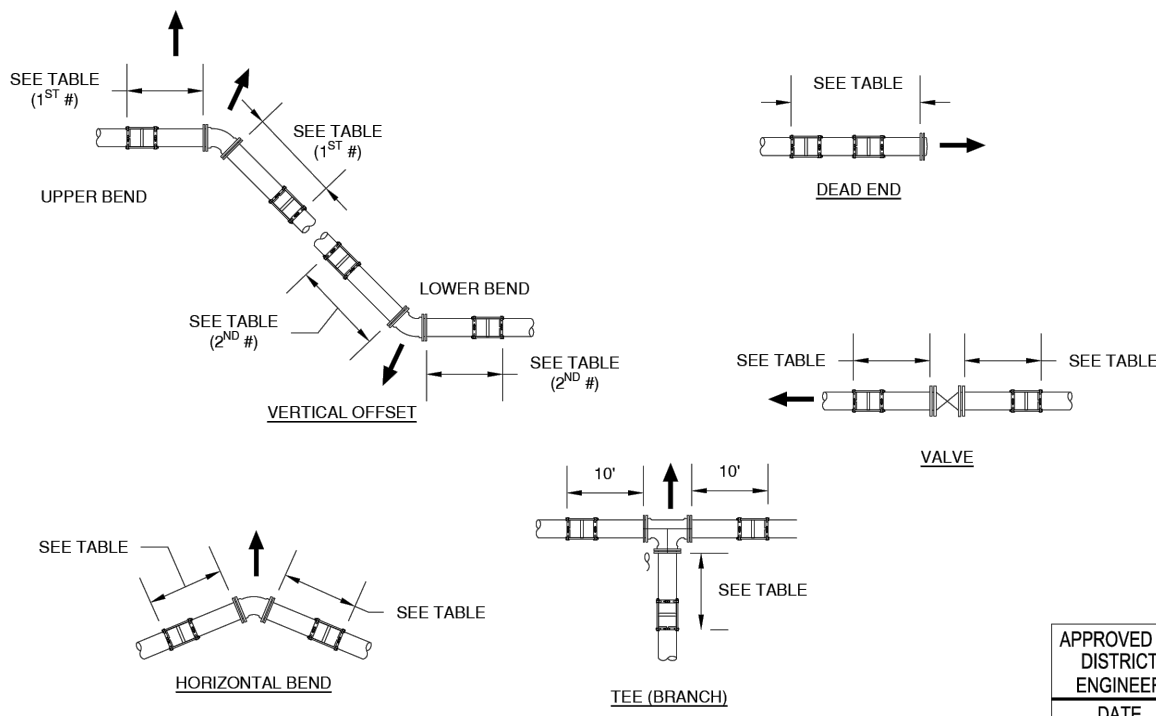 SEE TABLE
(1ST #)
SEE TABLE
(1ST #)
UPPER BEND
LOWER BEND
SEE TABLE
(2ND #)
SEE TABLE
(2ND #)
VERTICAL OFFSET
SEE TABLE
DEAD END
SEE TABLE
SEE TABLE
VALVE
SEE TABLE
SEE TABLE
HORIZONTAL BEND
10'
10'
SEE TABLE
TEE (BRANCH)
APPROVED
DISTRICT
ENGINEER
DATE